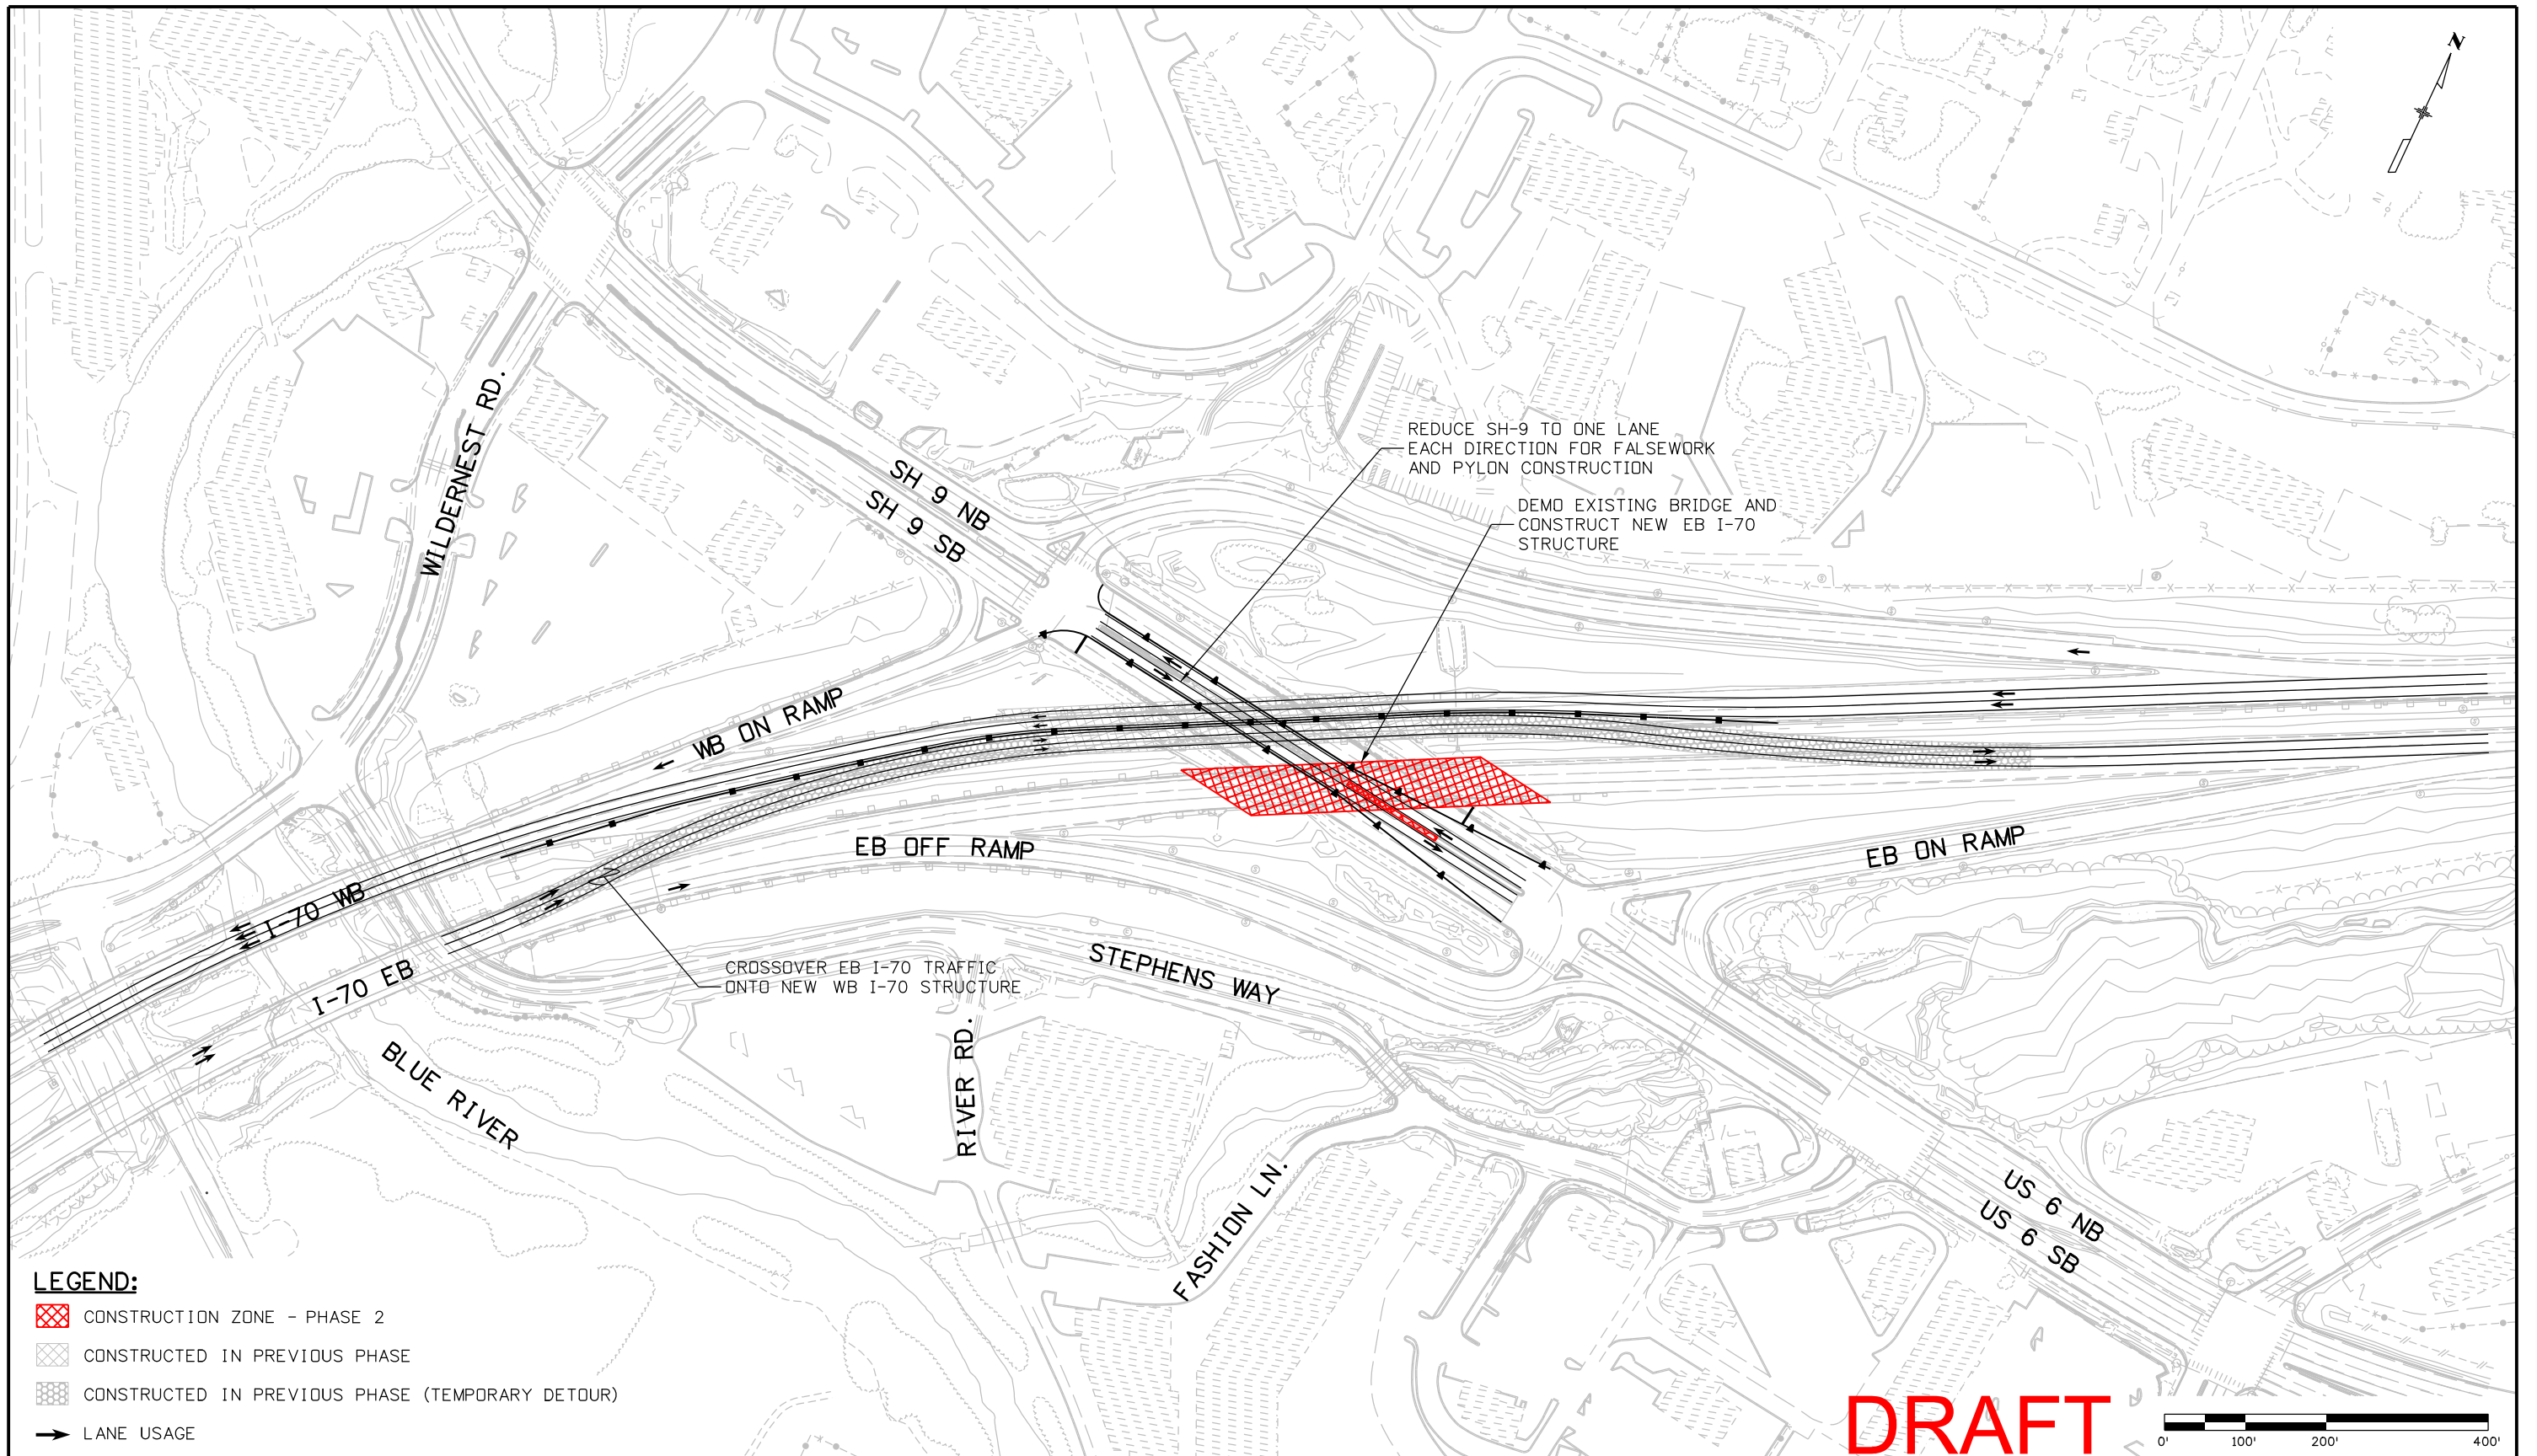 N
WILDERNEST RD.
SH 9 NB
SH 9 SB
REDUCE SH-9 TO ONE LANE
EACH DIRECTION FOR FALSEWORK
AND PYLON CONSTRUCTION
DEMO EXISTING BRIDGE AND
CONSTRUCT NEW EB I-70
STRUCTURE
WB ON RAMP
EB OFF RAMP
EB ON RAMP
I-70 WB
I-70 EB
CROSSOVER EB I-70 TRAFFIC
ONTO NEW WB I-70 STRUCTURE
STEPHENS WAY
BLUE RIVER
RIVER RD.
FASHION LN.
US 6 NB
US 6 SB
LEGEND:
CONSTRUCTION ZONE - PHASE 2
CONSTRUCTED IN PREVIOUS PHASE
CONSTRUCTED IN PREVIOUS PHASE (TEMPORARY DETOUR)
LANE USAGE
DRAFT
0' 100' 200' 400'